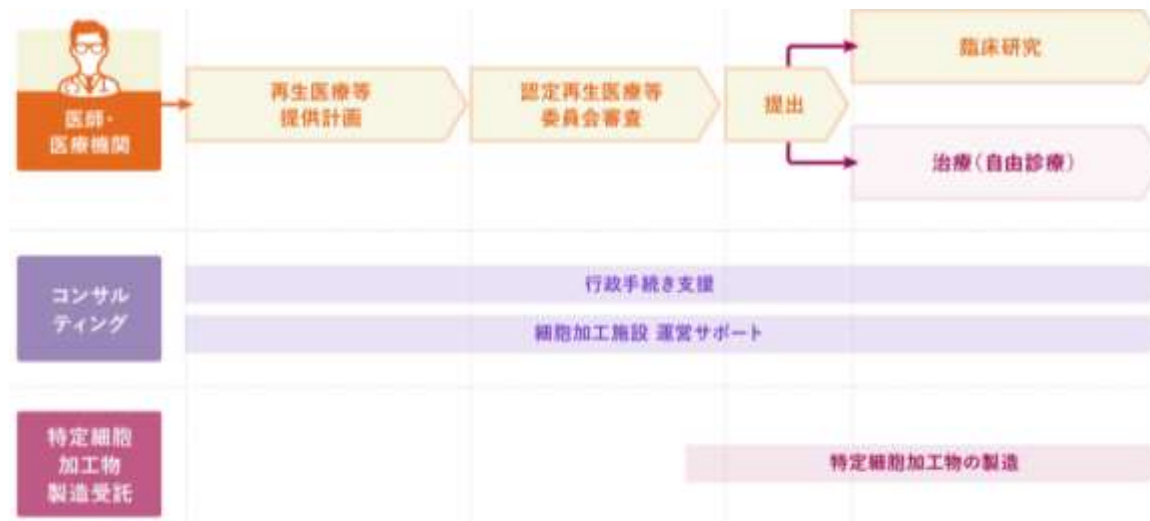 医師・
医療機関
再生医療等
提供計画
認定再生医療等
委員会審査
提出
臨床研究
治療(自由診療)
コンサル
ティング
行政手続き支援
細胞加工施設 運営サポート
特定細胞
加工物
製造受託
特定細胞加工物の製造